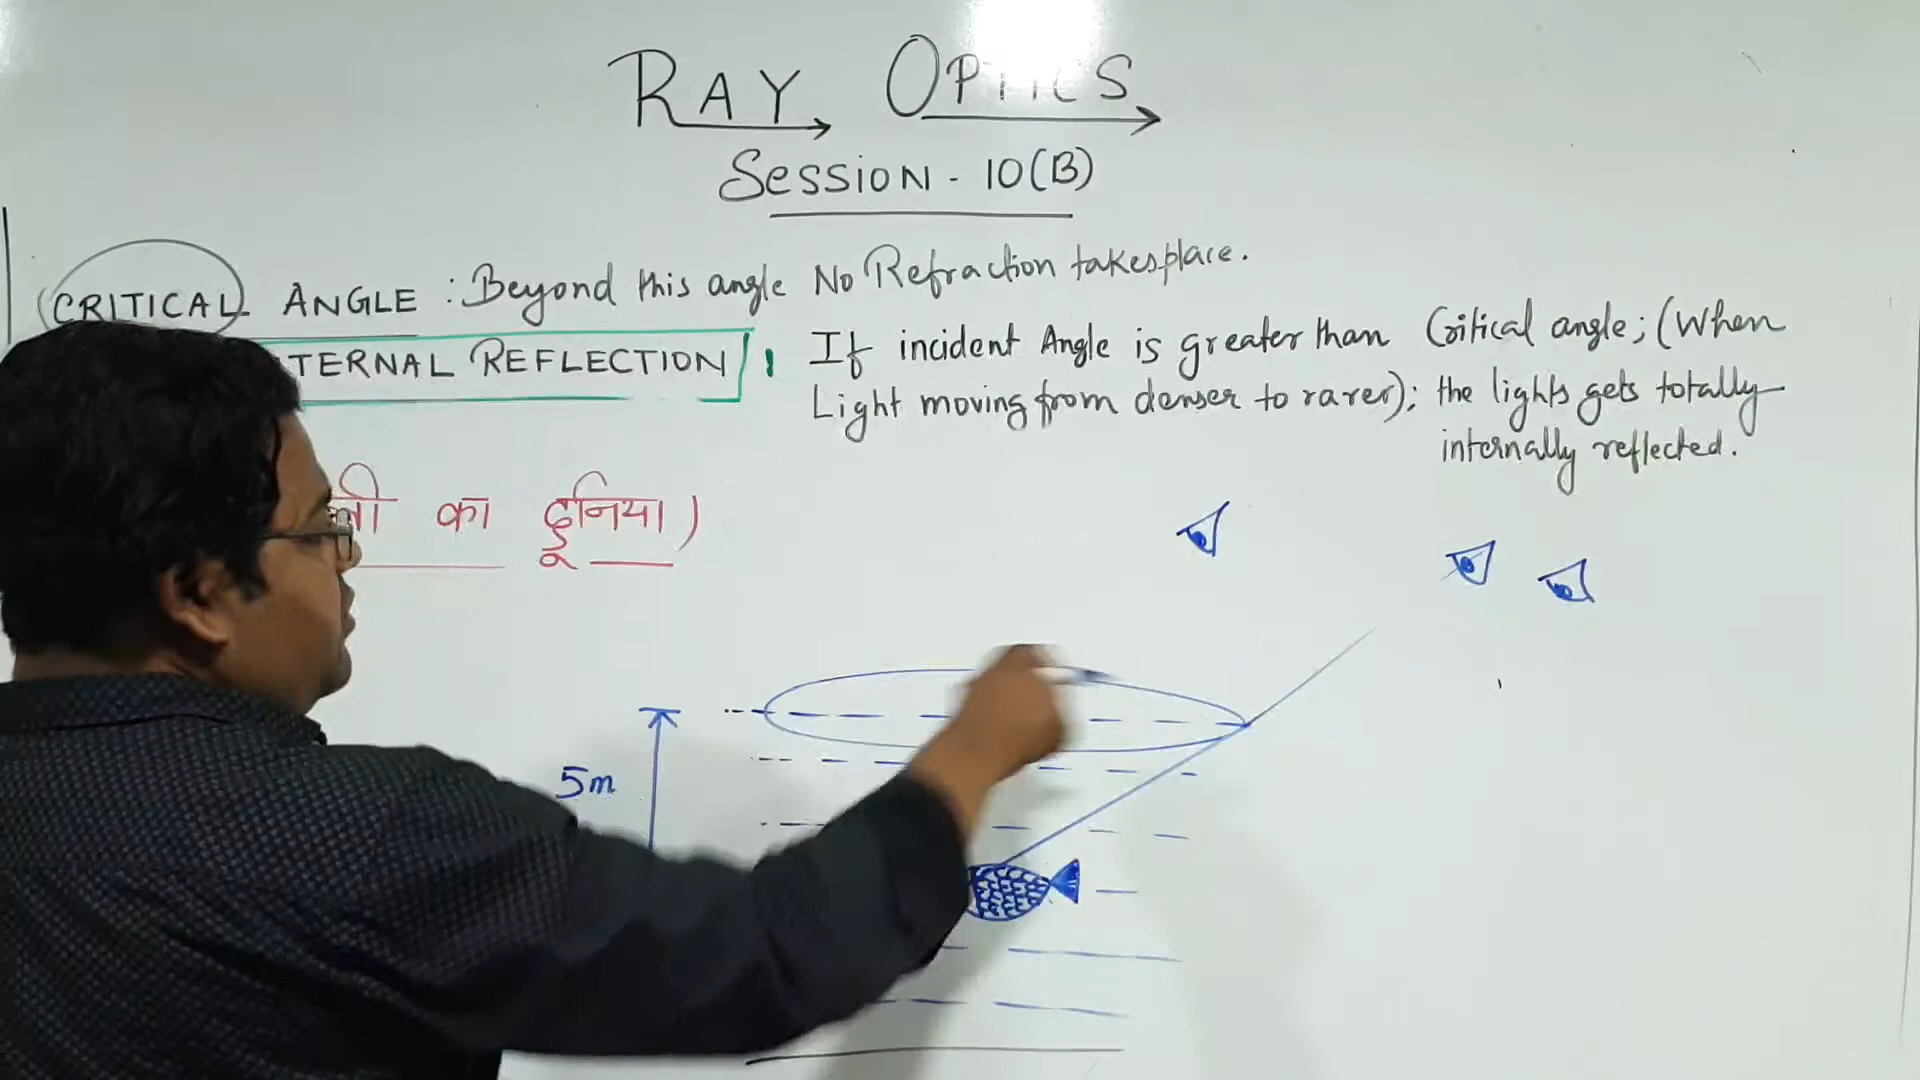 RAY OPTICS
SESSION - 10(B)
CRITICAL ANGLE : Beyond this angle No Refraction takesplace.
TERNAL REFLECTION : If incident Angle is greater than Critical angle; (When
Light moving from denser to rarer); the lights gets totally
internally reflected.
का दूनिया)
5m